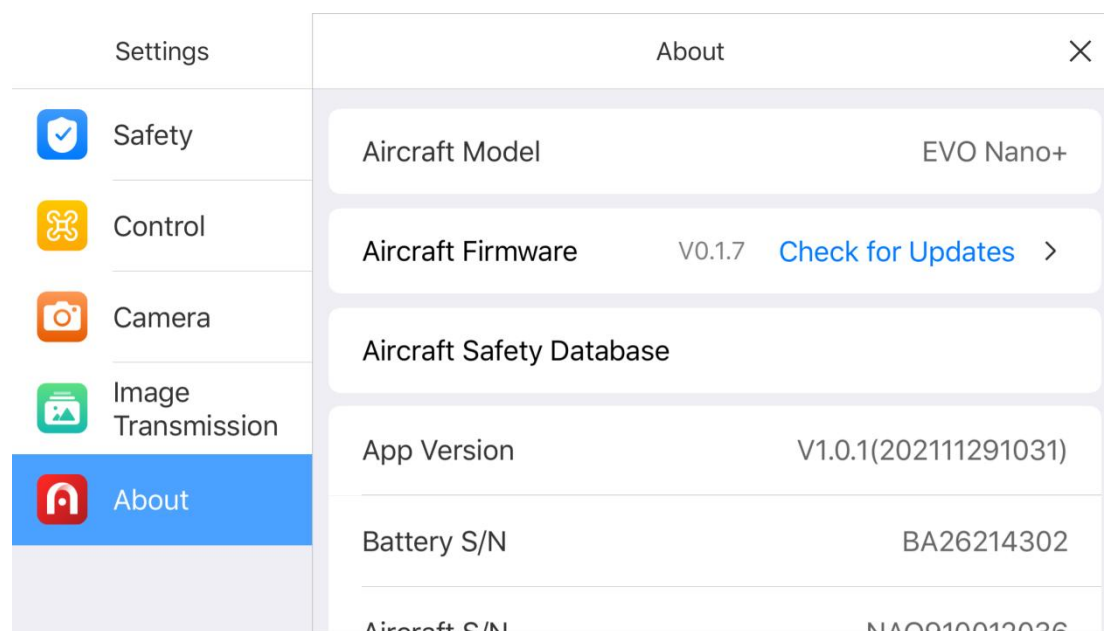 Settings
About
Safety
Control
Camera
Image
Transmission
About
Aircraft Model EVO Nano+
Aircraft Firmware V0.1.7 Check for Updates
Aircraft Safety Database
App Version V1.0.1(202111291031)
Battery S/N BA26214302
Aircraft S/N